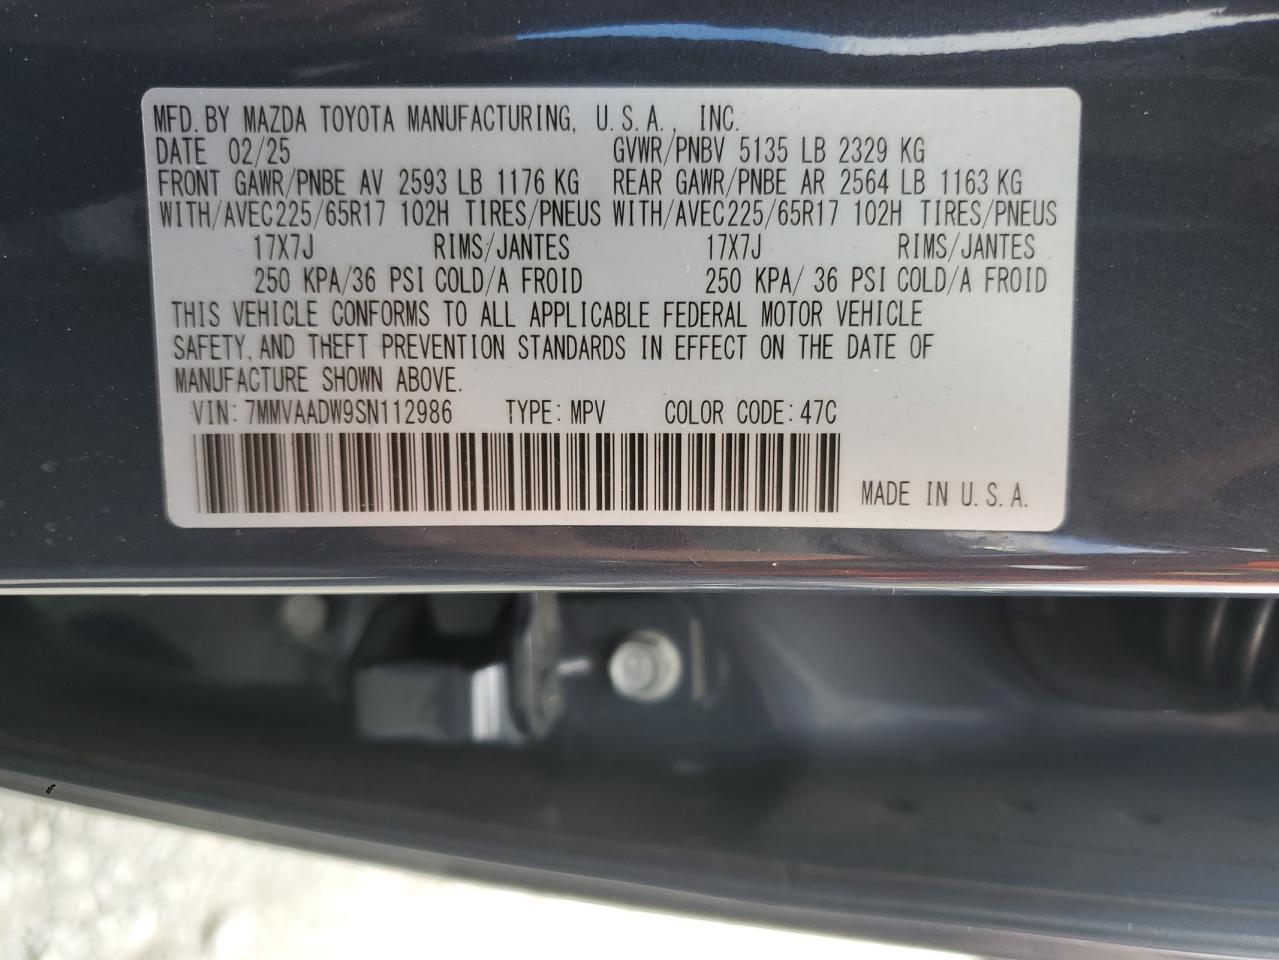 MFD. BY MAZDA TOYOTA MANUFACTURING, U.S.A., INC.
DATE 02/25 GVWR/PNBV 5135 LB 2329 KG
FRONT GAWR/PNBE AV 2593 LB 1176 KG REAR GAWR/PNBE AR 2564 LB 1163 KG
WITH/AVEC225/65R17 102H TIRES/PNEUS WITH/AVEC225/65R17 102H TIRES/PNEUS
17X7J RIMS/JANTES 17X7J RIMS/JANTES
250 KPA/36 PSI COLD/A FROID 250 KPA/ 36 PSI COLD/A FROID
THIS VEHICLE CONFORMS TO ALL APPLICABLE FEDERAL MOTOR VEHICLE
SAFETY, AND THEFT PREVENTION STANDARDS IN EFFECT ON THE DATE OF
MANUFACTURE SHOWN ABOVE.
VIN: 7MMVAADW9SN112986 TYPE: MPV COLOR CODE: 47C
MADE IN U.S.A.